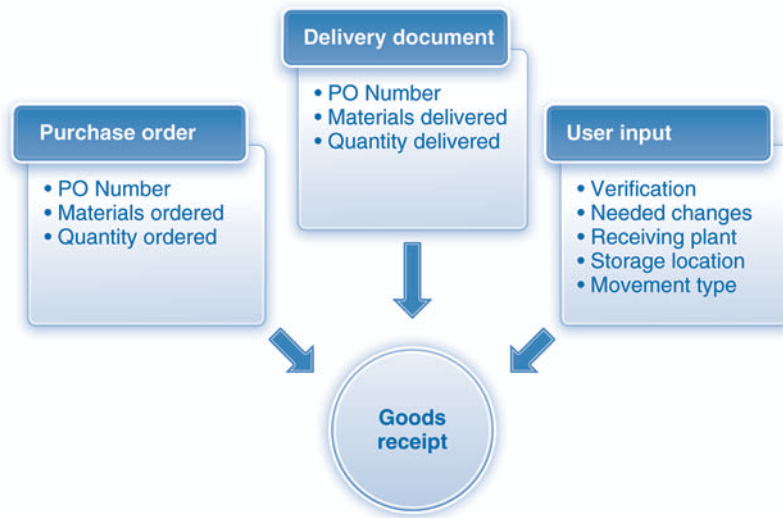 Delivery document
• PO Number
• Materials delivered
• Quantity delivered
Purchase order
• PO Number
• Materials ordered
• Quantity ordered
User input
• Verification
• Needed changes
• Receiving plant
• Storage location
• Movement type
Goods
receipt